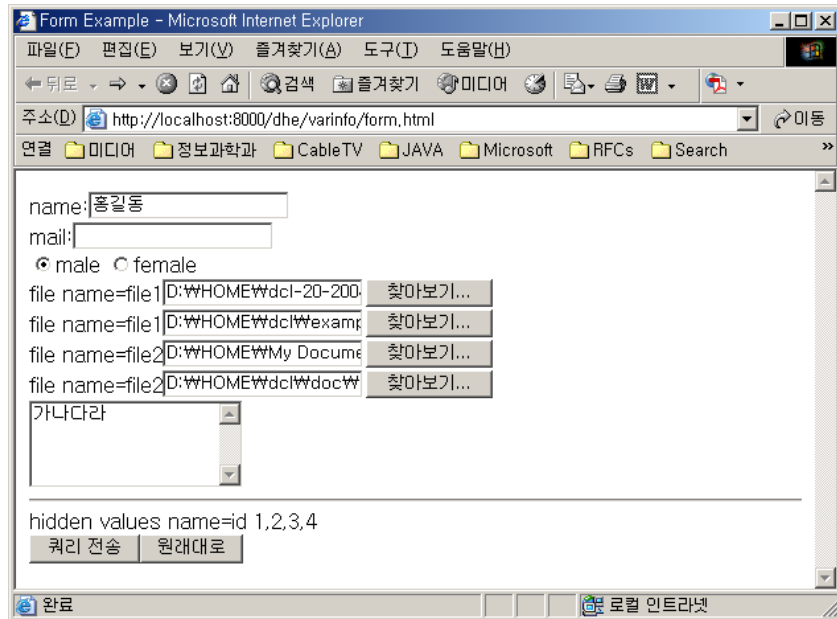 Form Example - Microsoft Internet Explorer
파일(F) 편집(E) 보기(V) 즐겨찾기(A) 도구(T) 도움말(H)
뒤로 검색 즐겨찾기 미디어
주소(D) http://localhost:8000/dhe/varinfo/form.html 이동
연결 미디어 정보과학과 CableTV JAVA Microsoft RFCs Search »
name:홍길동
mail:
male female
file name=file1 D:₩HOME₩dcl-20-200 찾아보기...
file name=file1 D:₩HOME₩dcl₩examp 찾아보기...
file name=file2 D:₩HOME₩My Docume 찾아보기...
file name=file2 D:₩HOME₩dcl₩doc₩ 찾아보기...
가나다라
hidden values name=id 1,2,3,4
쿼리 전송 원래대로
완료 로컬 인트라넷